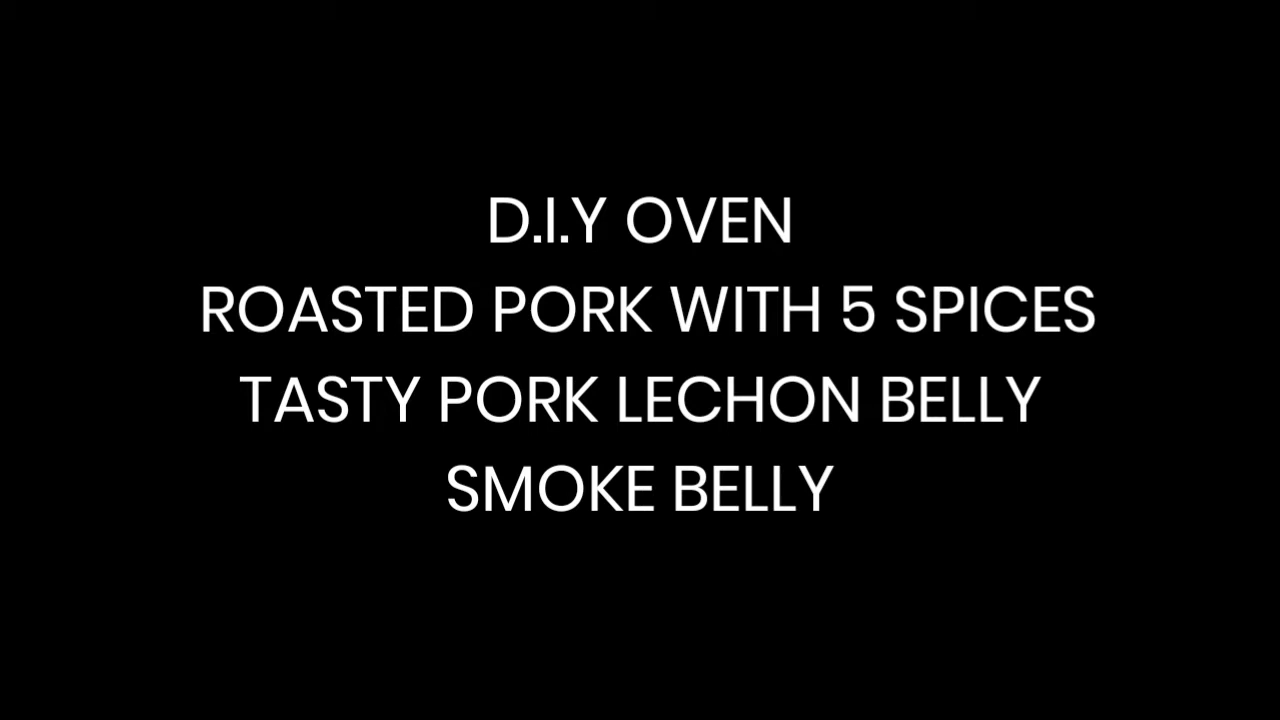 D.I.Y OVEN
ROASTED PORK WITH 5 SPICES
TASTY PORK LECHON BELLY
SMOKE BELLY